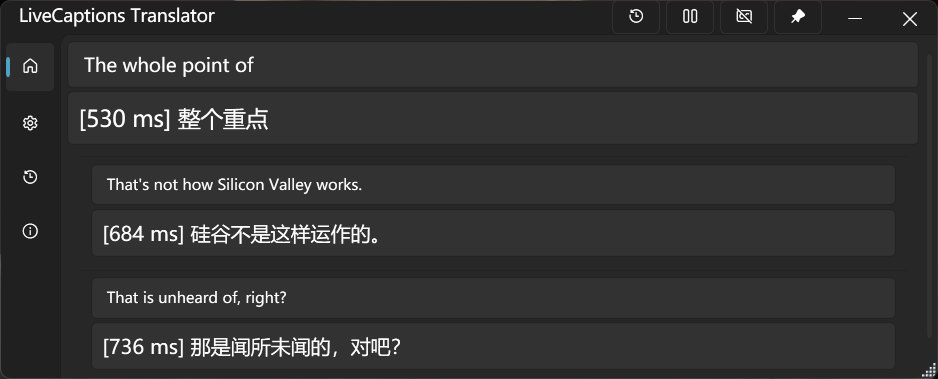 LiveCaptions Translator
The whole point of
[530 ms] 整个重点
That's not how Silicon Valley works.
[684 ms] 硅谷不是这样运作的。
That is unheard of, right?
[736 ms] 那是闻所未闻的，对吧？